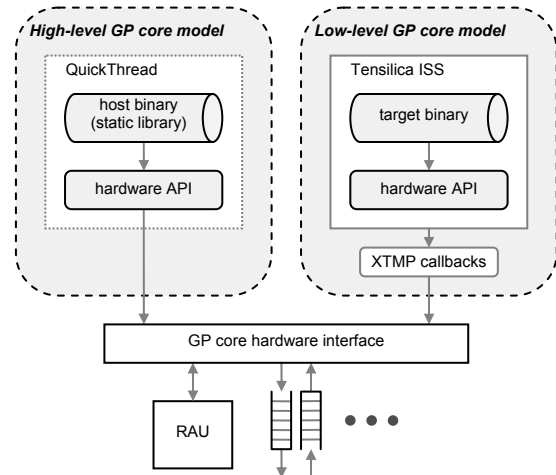 High-level GP core model
QuickThread
host binary
(static library)
hardware API
Low-level GP core model
Tensilica ISS
target binary
hardware API
XTMP callbacks
GP core hardware interface
RAU